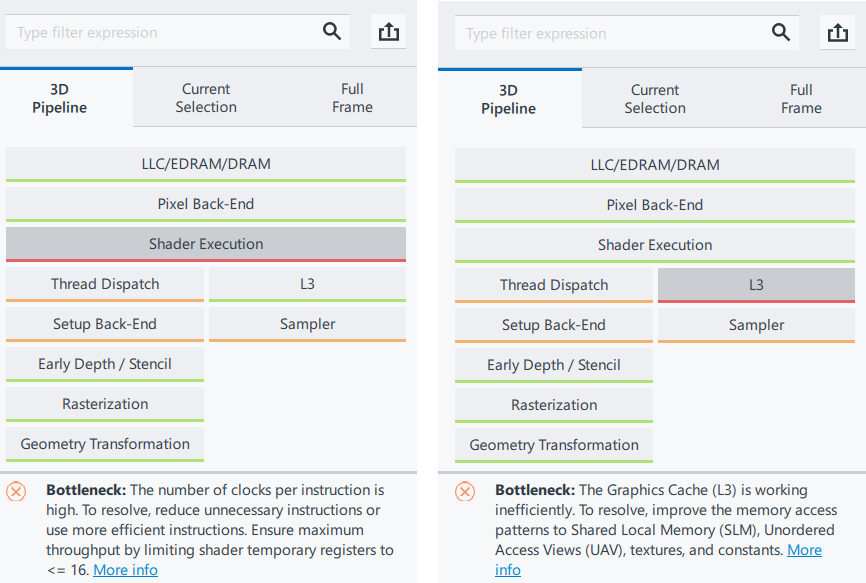 Type filter expression
3D
Pipeline
Current
Selection
Full
Frame
LLC/EDRAM/DRAM
Pixel Back-End
Shader Execution
Thread Dispatch
L3
Setup Back-End
Sampler
Early Depth / Stencil
Rasterization
Geometry Transformation
Bottleneck: The number of clocks per instruction is
high. To resolve, reduce unnecessary instructions or
use more efficient instructions. Ensure maximum
throughput by limiting shader temporary registers to
<= 16. More info
Type filter expression
3D
Pipeline
Current
Selection
Full
Frame
LLC/EDRAM/DRAM
Pixel Back-End
Shader Execution
Thread Dispatch
L3
Setup Back-End
Sampler
Early Depth / Stencil
Rasterization
Geometry Transformation
Bottleneck: The Graphics Cache (L3) is working
inefficiently. To resolve, improve the memory access
patterns to Shared Local Memory (SLM), Unordered
Access Views (UAV), textures, and constants. More
info